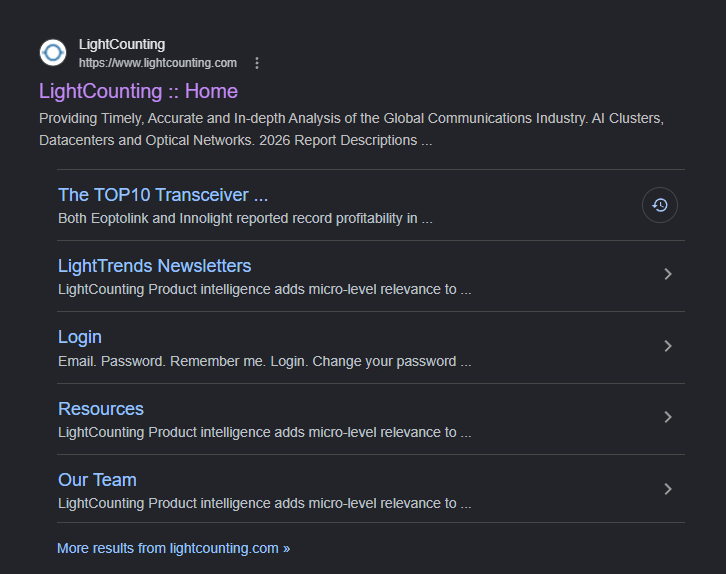 LightCounting
https://www.lightcounting.com
LightCounting :: Home
Providing Timely, Accurate and In-depth Analysis of the Global Communications Industry. AI Clusters,
Datacenters and Optical Networks. 2026 Report Descriptions ...
The TOP10 Transceiver ...
Both Eoptolink and Innolight reported record profitability in ...
LightTrends Newsletters
LightCounting Product intelligence adds micro-level relevance to ...
Login
Email. Password. Remember me. Login. Change your password ...
Resources
LightCounting Product intelligence adds micro-level relevance to ...
Our Team
LightCounting Product intelligence adds micro-level relevance to ...
More results from lightcounting.com »